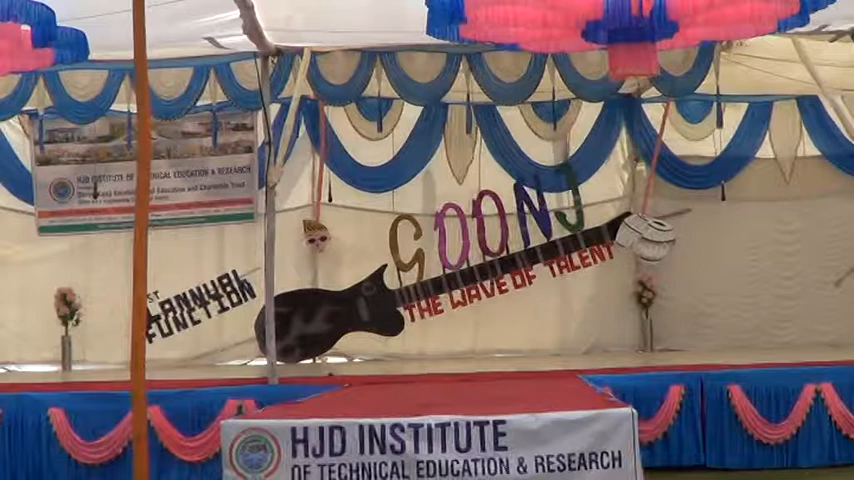 HJD INSTITUTE OF TECHNICAL EDUCATION & RESEARCH
GOONJ
THE WAVE OF TALENT
1ST
ANNUAL
FUNCTION
HJD INSTITUTE
OF TECHNICAL EDUCATION & RESEARCH